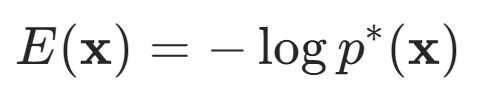 E(𝐱) = − log p*(𝐱)